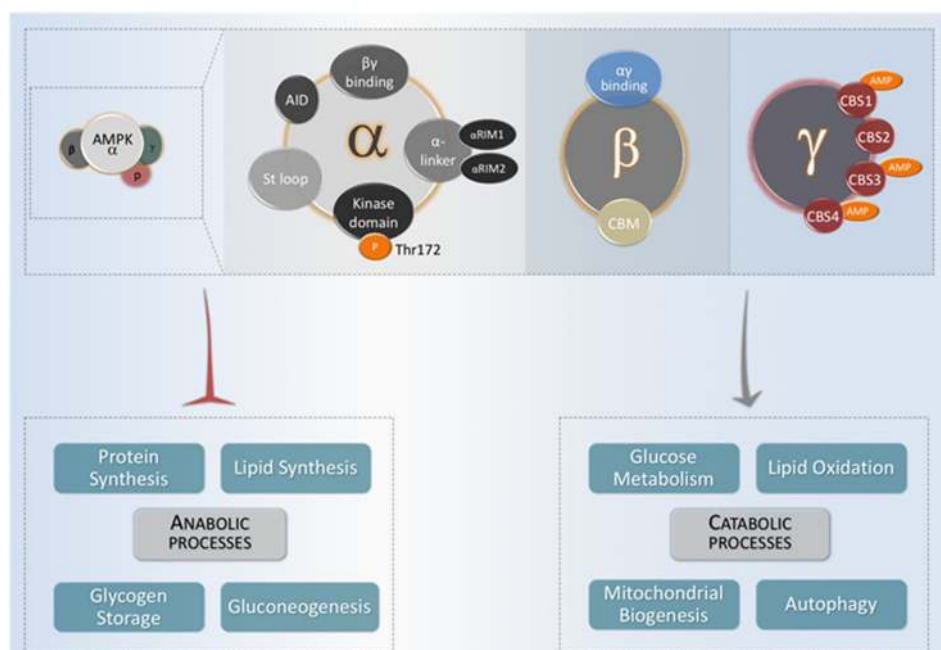 AMPK
α
β
γ
P
βγ
binding
AID
α
α-
linker
αRIM1
αRIM2
St loop
Kinase
domain
P
Thr172
αγ
binding
β
CBM
γ
AMP
CBS1
CBS2
CBS3
AMP
CBS4
AMP
Protein
Synthesis
Lipid Synthesis
ANABOLIC
PROCESSES
Glycogen
Storage
Gluconeogenesis
Glucose
Metabolism
Lipid Oxidation
CATABOLIC
PROCESSES
Mitochondrial
Biogenesis
Autophagy